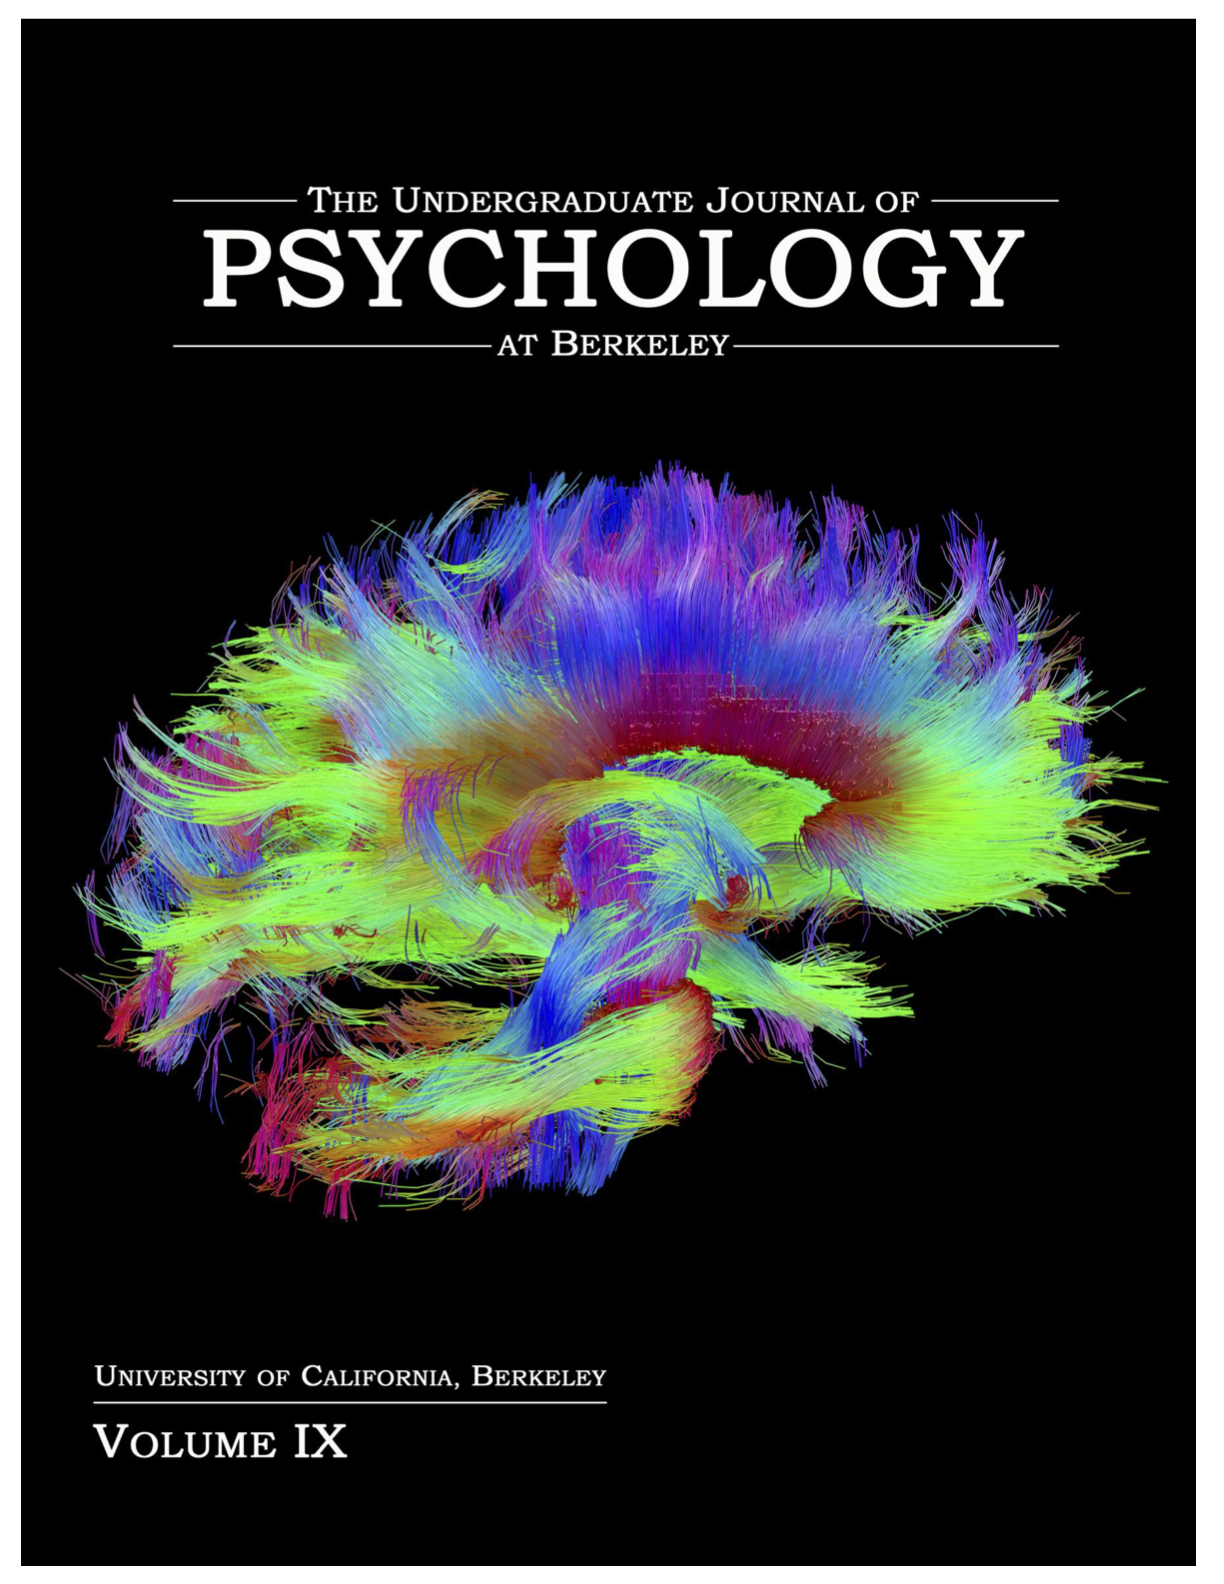 The Undergraduate Journal of
PSYCHOLOGY
at Berkeley
University of California, Berkeley
Volume IX